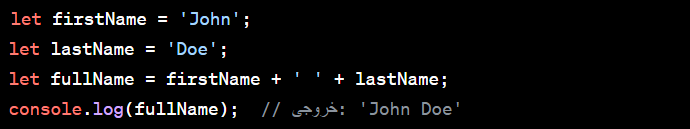 let firstName = 'John';
let lastName = 'Doe';
let fullName = firstName + ' ' + lastName;
console.log(fullName);  // خروجی: 'John Doe'